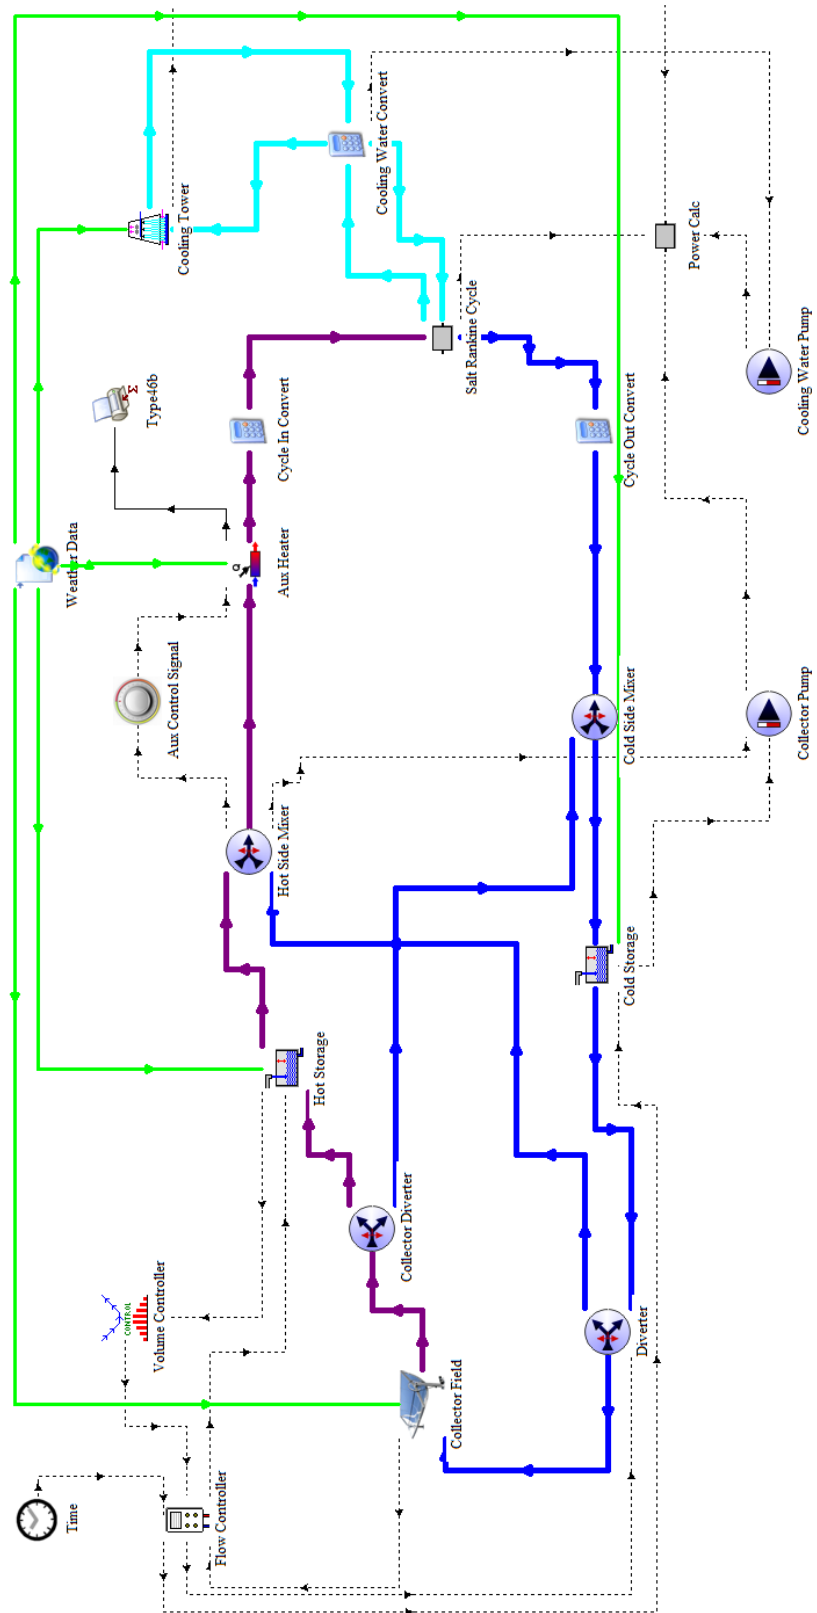 Time
Flow Controller
Volume Controller
CONTROL
Collector Field
Collector Diverter
Diverter
Hot Storage
Cold Storage
Hot Side Mixer
Cold Side Mixer
Collector Pump
Aux Control Signal
Weather Data
Aux Heater
Type46b
Σ
Cycle In Convert
Cycle Out Convert
Salt Rankine Cycle
Cooling Water Pump
Cooling Tower
Cooling Water Convert
Power Calc
Q